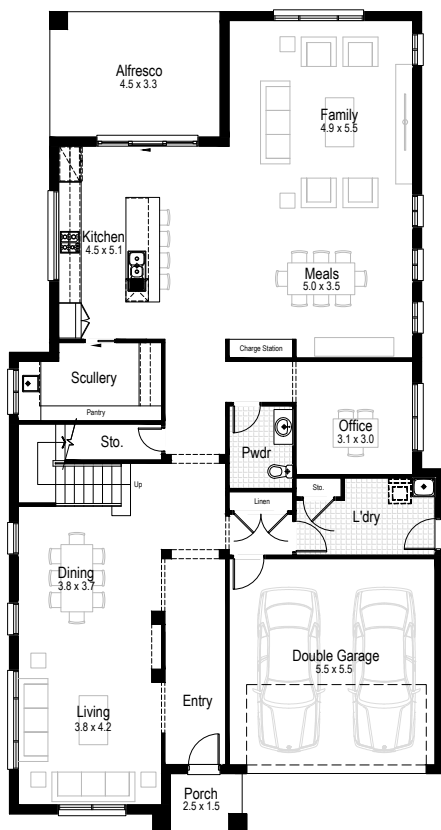 Alfresco
4.5 x 3.3
Family
4.9 x 5.5
Kitchen
4.5 x 5.1
Meals
5.0 x 3.5
Charge Station
Scullery
Pantry
Office
3.1 x 3.0
Sto.
Pwdr
Up
Linen
Sto.
L'dry
Dining
3.8 x 3.7
Double Garage
5.5 x 5.5
Living
3.8 x 4.2
Entry
Porch
2.5 x 1.5